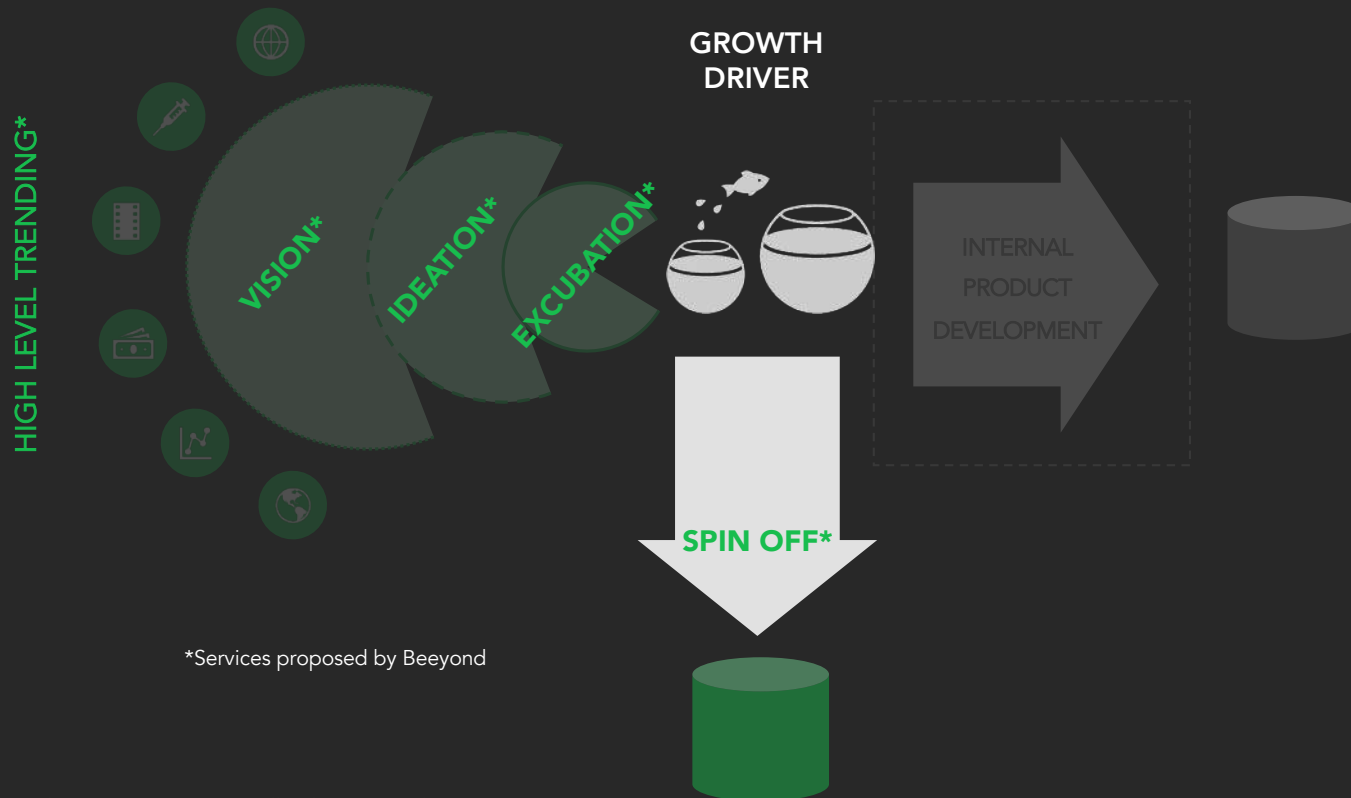 HIGH LEVEL TRENDING*
VISION*
IDEATION*
EXCUBATION*
GROWTH
DRIVER
INTERNAL
PRODUCT
DEVELOPMENT
SPIN OFF*
*Services proposed by Beeyond